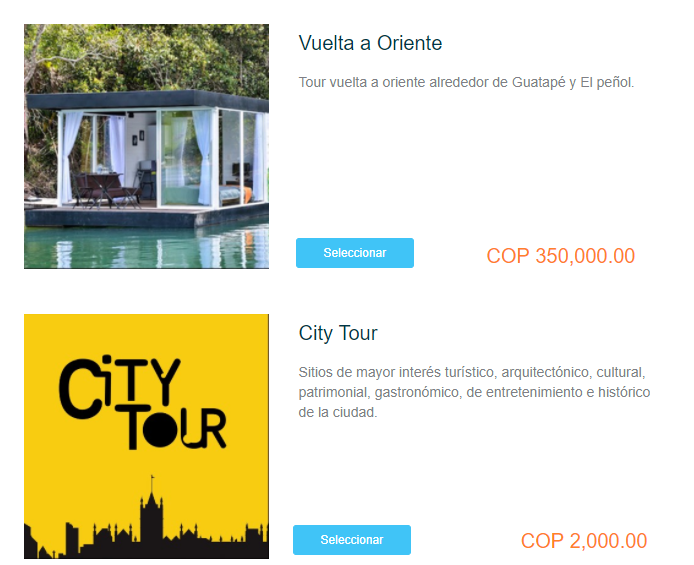 Vuelta a Oriente
Tour vuelta a oriente alrededor de Guatapé y El peñol.
Seleccionar
COP 350,000.00
CiTY
TOUR
City Tour
Sitios de mayor interés turístico, arquitectónico, cultural,
patrimonial, gastronómico, de entretenimiento e histórico
de la ciudad.
Seleccionar
COP 2,000.00